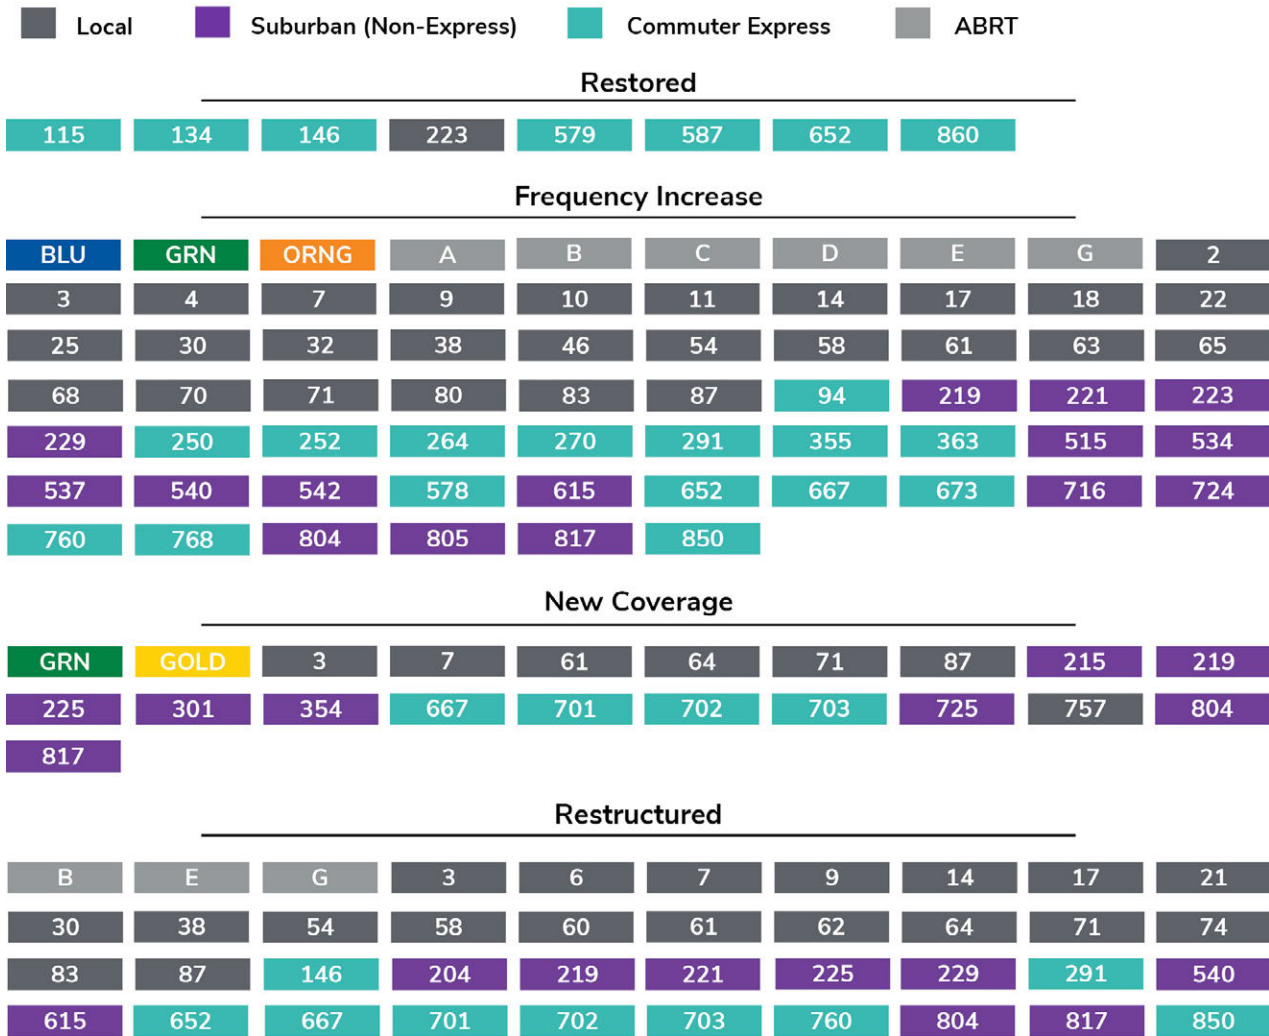 Local Suburban (Non-Express) Commuter Express ABRT
Restored
115 134 146 223 579 587 652 860
Frequency Increase
BLU GRN ORNG A B C D E G 2
3 4 7 9 10 11 14 17 18 22
25 30 32 38 46 54 58 61 63 65
68 70 71 80 83 87 94 219 221 223
229 250 252 264 270 291 355 363 515 534
537 540 542 578 615 652 667 673 716 724
760 768 804 805 817 850
New Coverage
GRN GOLD 3 7 61 64 71 87 215 219
225 301 354 667 701 702 703 725 757 804
817
Restructured
B E G 3 6 7 9 14 17 21
30 38 54 58 60 61 62 64 71 74
83 87 146 204 219 221 225 229 291 540
615 652 667 701 702 703 760 804 817 850